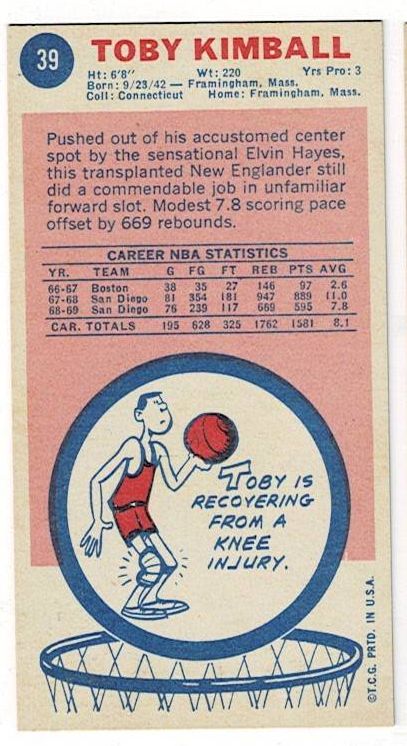 39
TOBY KIMBALL
Ht: 6'8" Wt: 220 Yrs Pro: 3
Born: 9/23/42 — Framingham, Mass.
Coll: Connecticut Home: Framingham, Mass.
Pushed out of his accustomed center
spot by the sensational Elvin Hayes,
this transplanted New Englander still
did a commendable job in unfamiliar
forward slot. Modest 7.8 scoring pace
offset by 669 rebounds.
CAREER NBA STATISTICS
YR. TEAM G FG FT REB PTS AVG
66-67 Boston 38 35 27 146 97 2.6
67-68 San Diego 81 354 181 947 889 11.0
68-69 San Diego 76 239 117 669 595 7.8
CAR. TOTALS 195 628 325 1762 1581 8.1
TOBY IS
RECOVERING
FROM A
KNEE
INJURY.
©T.C.G. PRTD. IN U.S.A.